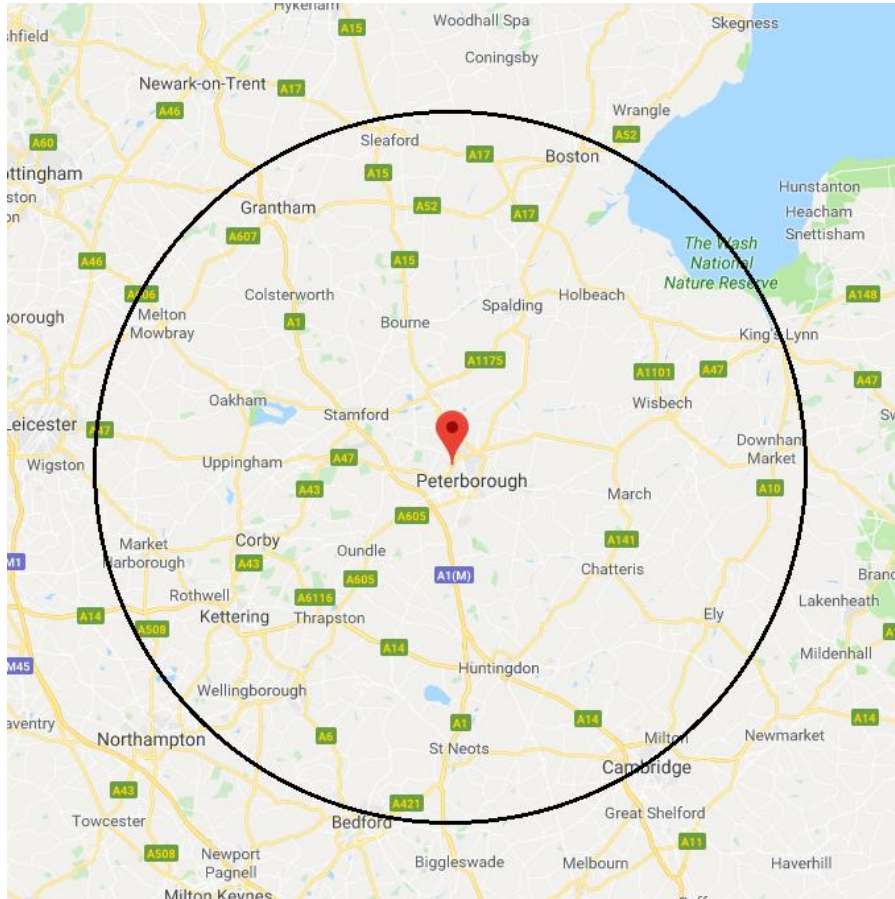 Hykeham
Woodhall Spa
Skegness
A15
Coningsby
Newark-on-Trent
A17
A46
Wrangle
A52
A60
Sleaford
A17
Boston
ottingham
A15
Hunstanton
Grantham
A52
A17
Heacham
A607
Snettisham
A46
The Wash
National
Nature Reserve
A606
Colsterworth
Holbeach
A148
Melton
Mowbray
A15
Spalding
borough
A1
Bourne
King's Lynn
A1175
A1101
A47
A47
Oakham
Wisbech
Stamford
Leicester
A47
Downham
Market
Wigston
Uppingham
A47
Peterborough
A43
March
A10
A605
Market
Harborough
Corby
A141
Oundle
M1
A43
A605
A1(M)
Chatteris
Rothwell
A6116
Lakenheath
A14
Kettering
Thrapston
Ely
A508
A14
Mildenhall
M45
Huntingdon
Wellingborough
aventry
A1
A14
A14
Northampton
A6
St Neots
Milton
Newmarket
Cambridge
A43
A421
Towcester
Bedford
Great Shelford
A11
A508
Newport
Pagnell
Biggleswade
Melbourn
Haverhill
Milton Keynes